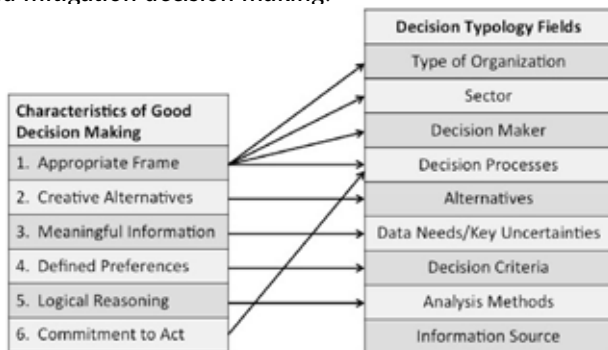 mitigation decision making.
Decision Typology Fields
Type of Organization
Sector
Decision Maker
Decision Processes
Alternatives
Data Needs/Key Uncertainties
Decision Criteria
Analysis Methods
Information Source
Characteristics of Good
Decision Making
1. Appropriate Frame
2. Creative Alternatives
3. Meaningful Information
4. Defined Preferences
5. Logical Reasoning
6. Commitment to Act